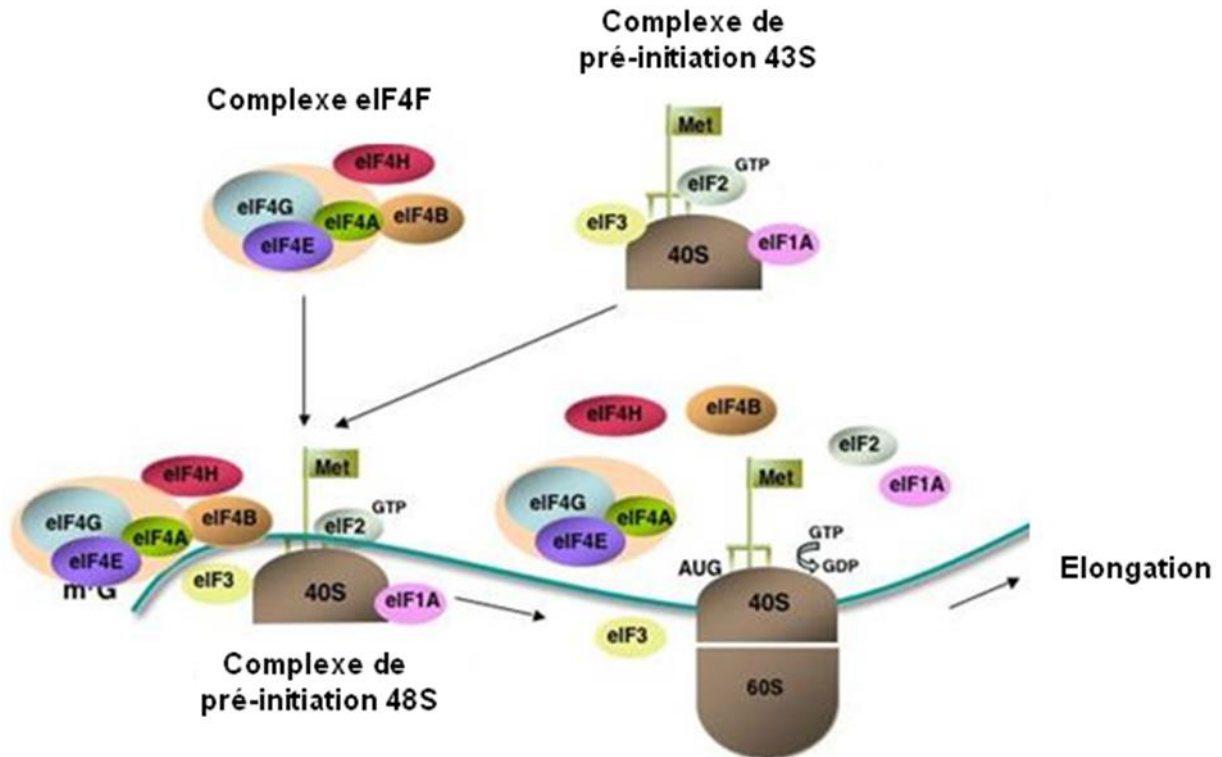 Complexe de
pré-initiation 43S
Complexe eIF4F
Met
GTP
eIF4H
eIF2
eIF4G
eIF4A
eIF4B
eIF3
eIF4E
eIF1A
40S
eIF4H
eIF4B
eIF2
Met
Met
eIF4H
eIF1A
GTP
eIF4G
eIF4B
eIF2
eIF4G
eIF4A
eIF4A
GTP
eIF4E
eIF4E
AUG
GDP
Elongation
eIF3
m⁷G
40S
eIF1A
40S
eIF3
Complexe de
pré-initiation 48S
60S